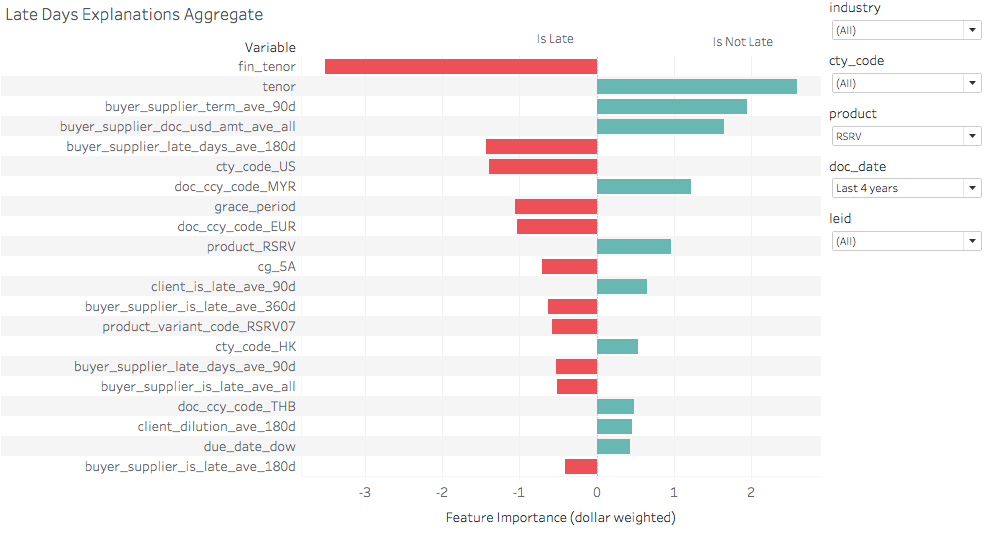 Late Days Explanations Aggregate
Is Late
Is Not Late
Variable
fin_tenor
tenor
buyer_supplier_term_ave_90d
buyer_supplier_doc_usd_amt_ave_all
buyer_supplier_late_days_ave_180d
cty_code_US
doc_ccy_code_MYR
grace_period
doc_ccy_code_EUR
product_RSRV
cg_5A
client_is_late_ave_90d
buyer_supplier_is_late_ave_360d
product_variant_code_RSRV07
cty_code_HK
buyer_supplier_late_days_ave_90d
buyer_supplier_is_late_ave_all
doc_ccy_code_THB
client_dilution_ave_180d
due_date_dow
buyer_supplier_is_late_ave_180d
-3 -2 -1 0 1 2
Feature Importance (dollar weighted)
industry
(All)
cty_code
(All)
product
RSRV
doc_date
Last 4 years
leid
(All)